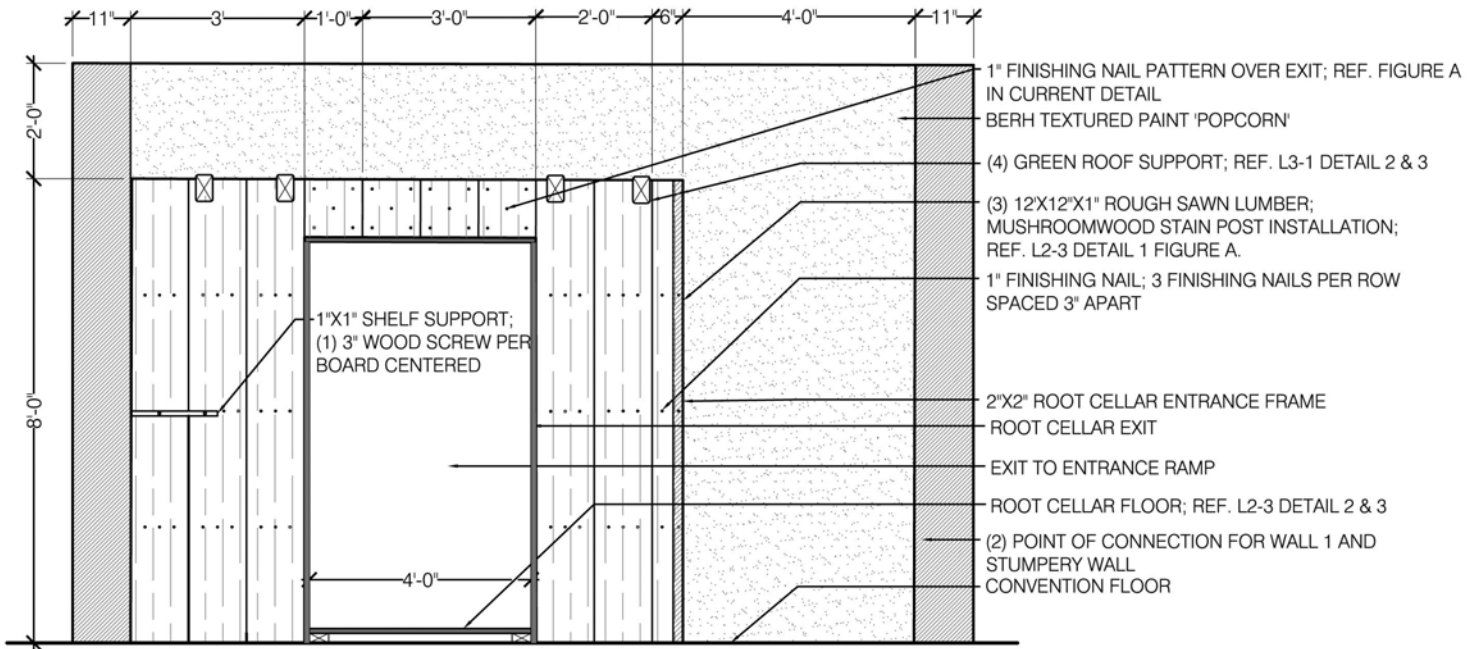 11" 3' 1'-0" 3'-0" 2'-0" 6" 4'-0" 11"
2'-0"
8'-0"
1" FINISHING NAIL PATTERN OVER EXIT; REF. FIGURE A
IN CURRENT DETAIL
BERH TEXTURED PAINT 'POPCORN'
(4) GREEN ROOF SUPPORT; REF. L3-1 DETAIL 2 & 3
(3) 12'X12"X1" ROUGH SAWN LUMBER;
MUSHROOMWOOD STAIN POST INSTALLATION;
REF. L2-3 DETAIL 1 FIGURE A.
1" FINISHING NAIL; 3 FINISHING NAILS PER ROW
SPACED 3" APART
1"X1" SHELF SUPPORT;
(1) 3" WOOD SCREW PER
BOARD CENTERED
2"X2" ROOT CELLAR ENTRANCE FRAME
ROOT CELLAR EXIT
EXIT TO ENTRANCE RAMP
ROOT CELLAR FLOOR; REF. L2-3 DETAIL 2 & 3
(2) POINT OF CONNECTION FOR WALL 1 AND
STUMPERY WALL
CONVENTION FLOOR
4'-0"